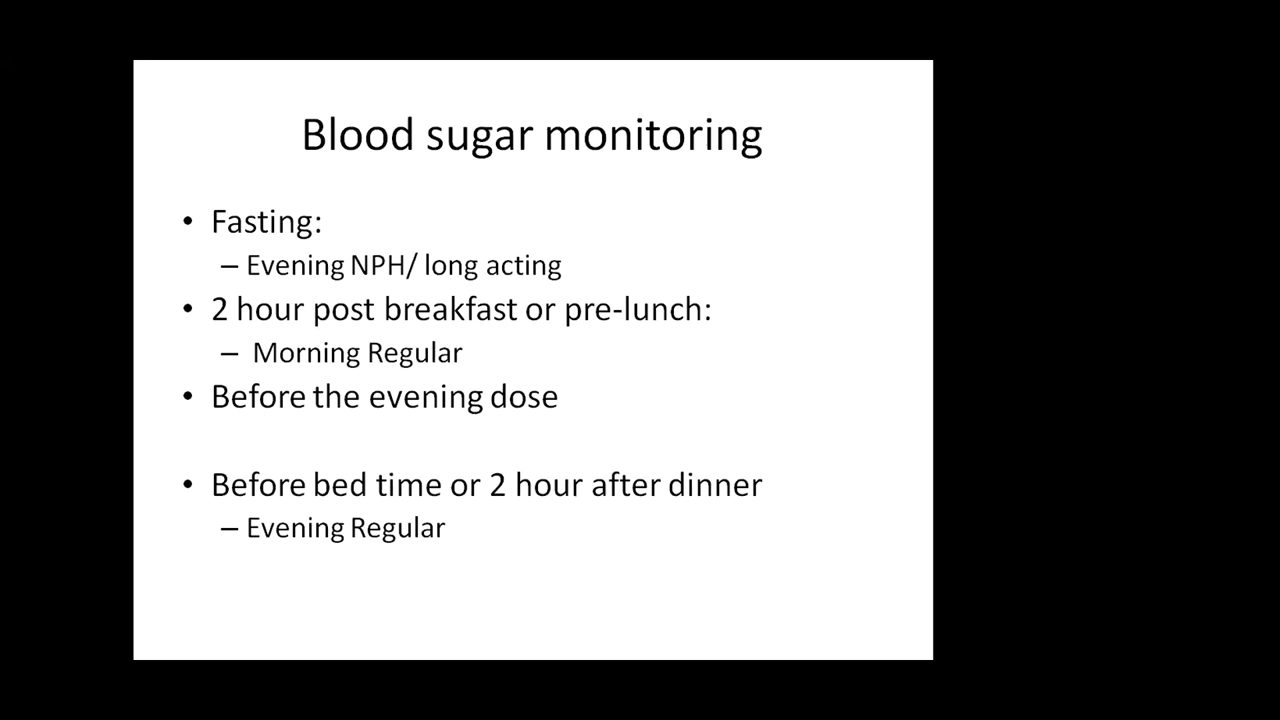 Blood sugar monitoring
• Fasting:
– Evening NPH/ long acting
• 2 hour post breakfast or pre-lunch:
– Morning Regular
• Before the evening dose
• Before bed time or 2 hour after dinner
– Evening Regular